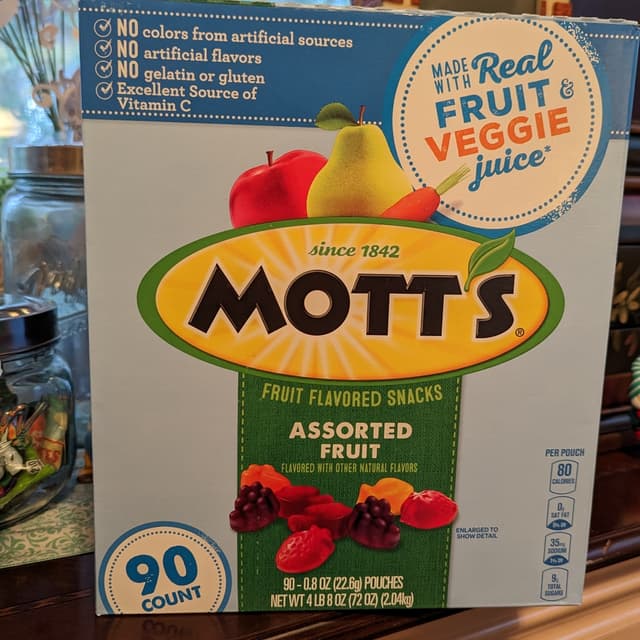 NO colors from artificial sources
NO artificial flavors
NO gelatin or gluten
Excellent Source of
Vitamin C
MADE WITH Real
FRUIT &
VEGGIE
juice*
since 1842
MOTT'S®
FRUIT FLAVORED SNACKS
ASSORTED
FRUIT
FLAVORED WITH OTHER NATURAL FLAVORS
ENLARGED TO
SHOW DETAIL
PER POUCH
80
CALORIES
0g
SAT FAT
0% DV
35mg
SODIUM
9g
TOTAL
SUGARS
90
COUNT
90 - 0.8 OZ (22.6g) POUCHES
NET WT 4 LB 8 OZ (72 OZ) (2.04kg)